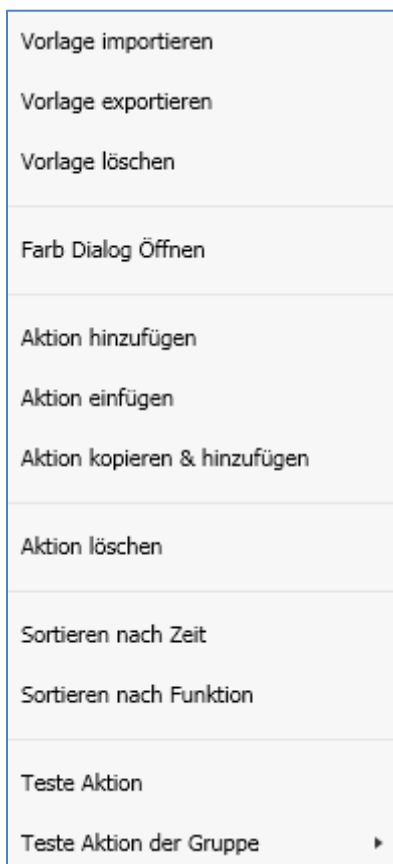 Vorlage importieren
Vorlage exportieren
Vorlage löschen
Farb Dialog Öffnen
Aktion hinzufügen
Aktion einfügen
Aktion kopieren & hinzufügen
Aktion löschen
Sortieren nach Zeit
Sortieren nach Funktion
Teste Aktion
Teste Aktion der Gruppe